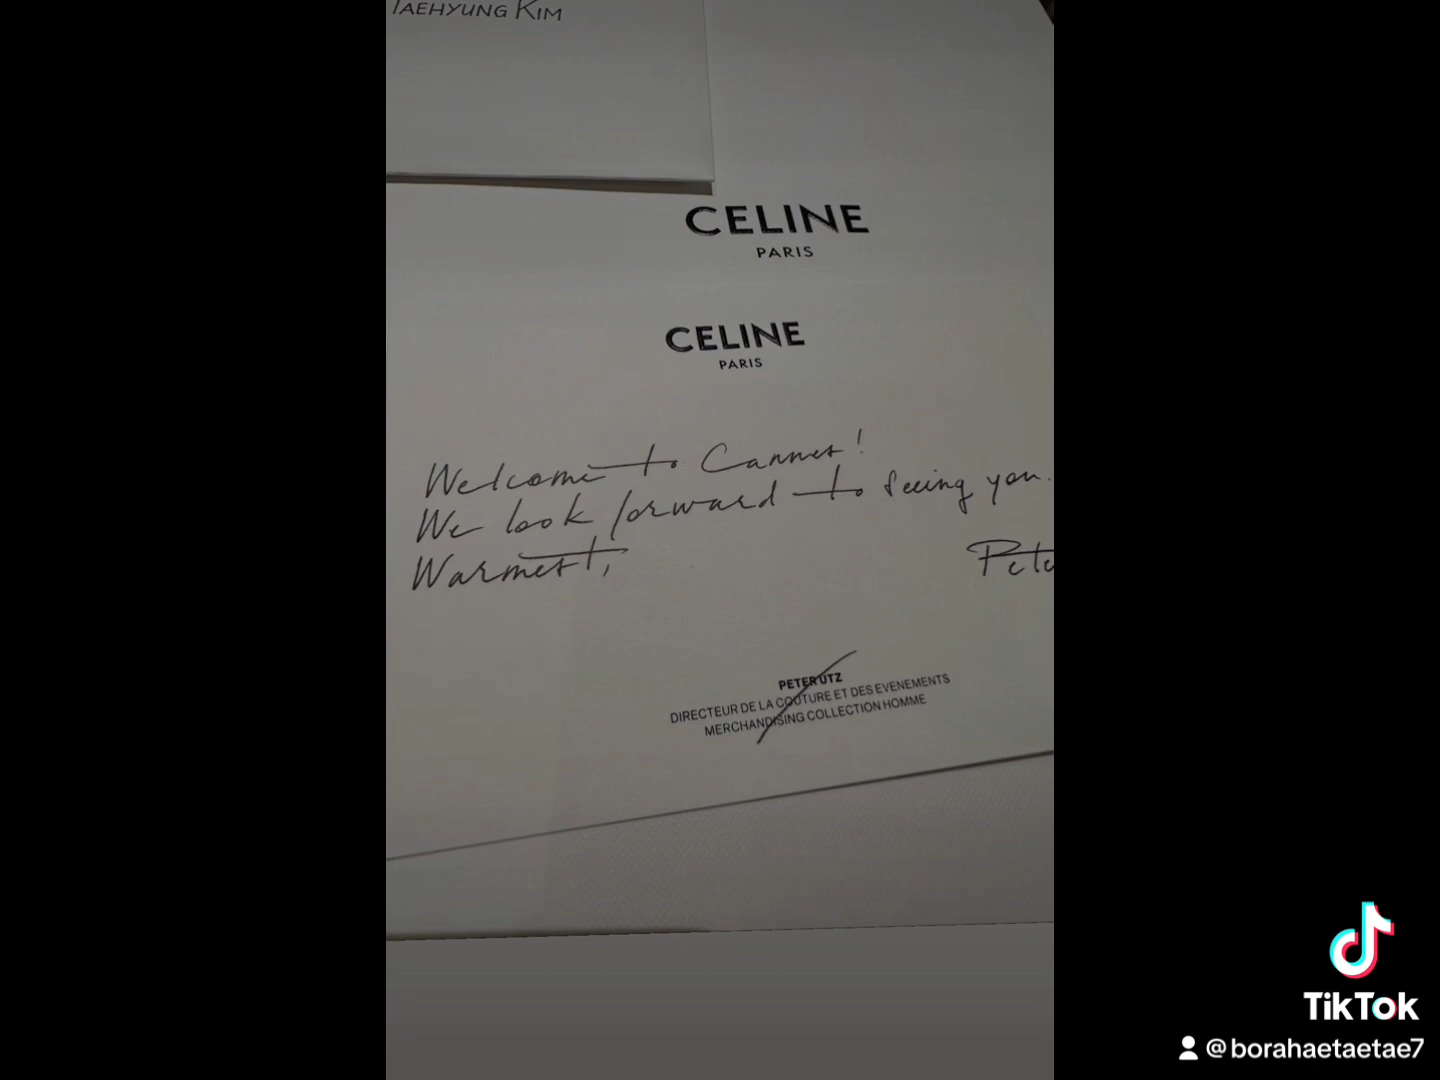 TAEHYUNG KIM
CELINE
PARIS
CELINE
PARIS
Welcome to Cannes!
We look forward to seeing you.
Warmest,
Pete
PETER UTZ
DIRECTEUR DE LA COUTURE ET DES EVENEMENTS
MERCHANDISING COLLECTION HOMME
TikTok
@borahaetaetae7